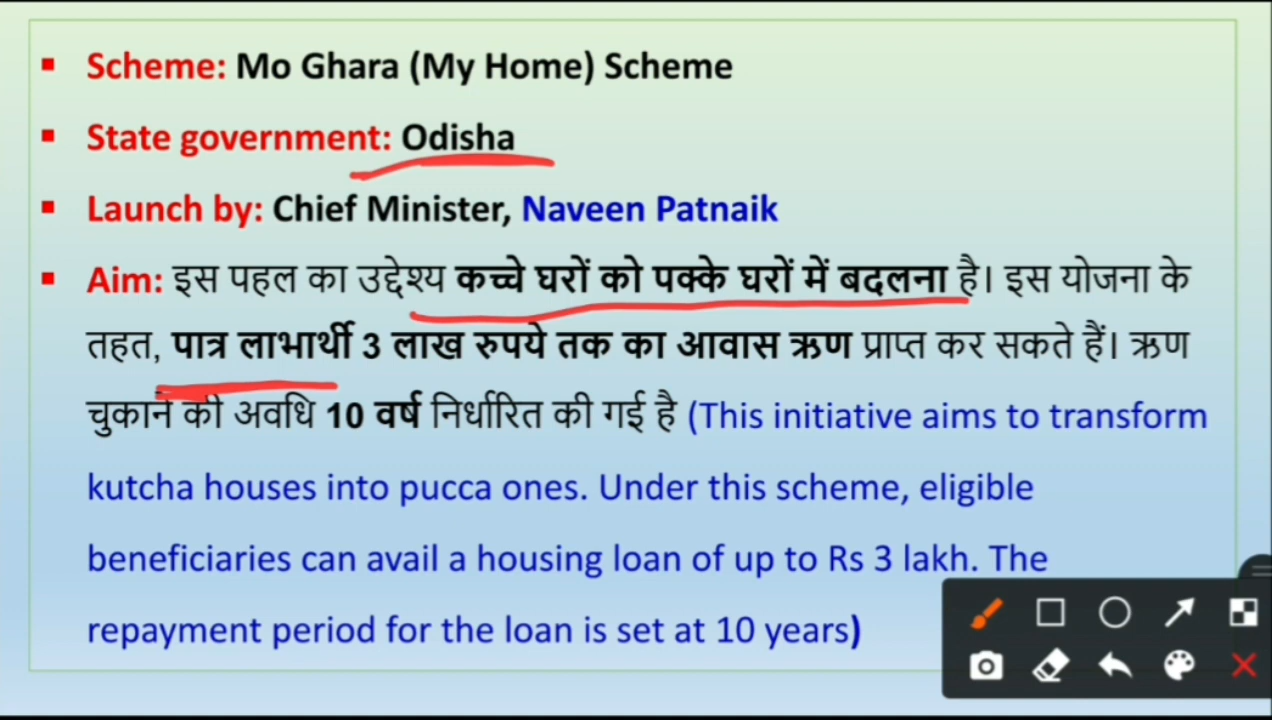 Scheme: Mo Ghara (My Home) Scheme
State government: Odisha
Launch by: Chief Minister, Naveen Patnaik
Aim: इस पहल का उद्देश्य कच्चे घरों को पक्के घरों में बदलना है। इस योजना के
तहत, पात्र लाभार्थी 3 लाख रुपये तक का आवास ऋण प्राप्त कर सकते हैं। ऋण
चुकाने की अवधि 10 वर्ष निर्धारित की गई है (This initiative aims to transform
kutcha houses into pucca ones. Under this scheme, eligible
beneficiaries can avail a housing loan of up to Rs 3 lakh. The
repayment period for the loan is set at 10 years)